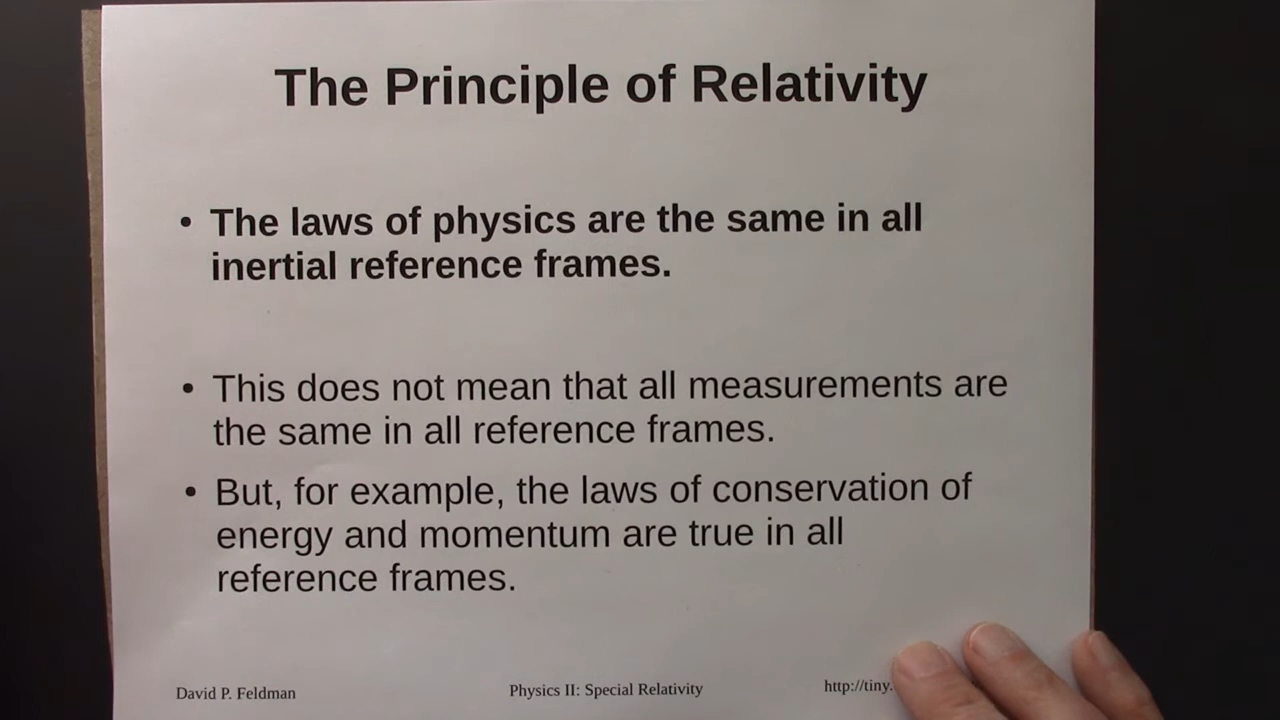 The Principle of Relativity
• The laws of physics are the same in all
inertial reference frames.
• This does not mean that all measurements are
the same in all reference frames.
• But, for example, the laws of conservation of
energy and momentum are true in all
reference frames.
David P. Feldman
Physics II: Special Relativity
http://tiny.